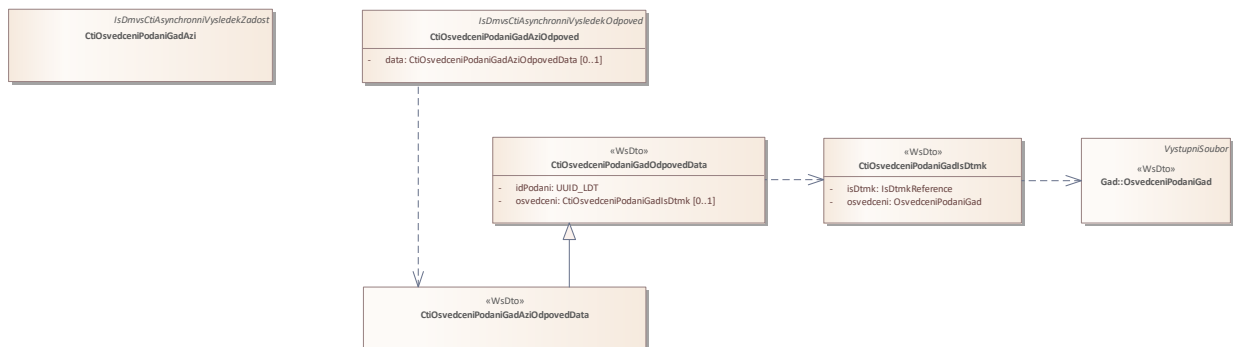 IsDmvsCtiAsynchronniVysledekZadost
CtiOsvedceniPodaniGadAzi
IsDmvsCtiAsynchronniVysledekOdpoved
CtiOsvedceniPodaniGadAziOdpoved
- data: CtiOsvedceniPodaniGadAziOdpovedData [0..1]
«WsDto»
CtiOsvedceniPodaniGadOdpovedData
- idPodani: UUID_LDT
- osvedceni: CtiOsvedceniPodaniGadIsDtmk [0..1]
«WsDto»
CtiOsvedceniPodaniGadIsDtmk
- isDtmk: IsDtmkReference
- osvedceni: OsvedceniPodaniGad
VystupniSoubor
«WsDto»
Gad::OsvedceniPodaniGad
«WsDto»
CtiOsvedceniPodaniGadAziOdpovedData